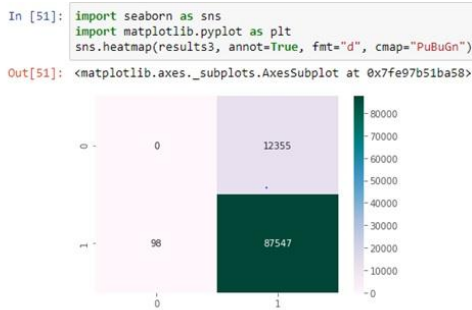 In [51]: import seaborn as sns
import matplotlib.pyplot as plt
sns.heatmap(results3, annot=True, fmt="d", cmap="PuBuGn")
Out[51]: <matplotlib.axes._subplots.AxesSubplot at 0x7fe97b51ba58>
80000
0 0 12355
70000
60000
50000
40000
30000
1 98 87547
20000
10000
0
0 1